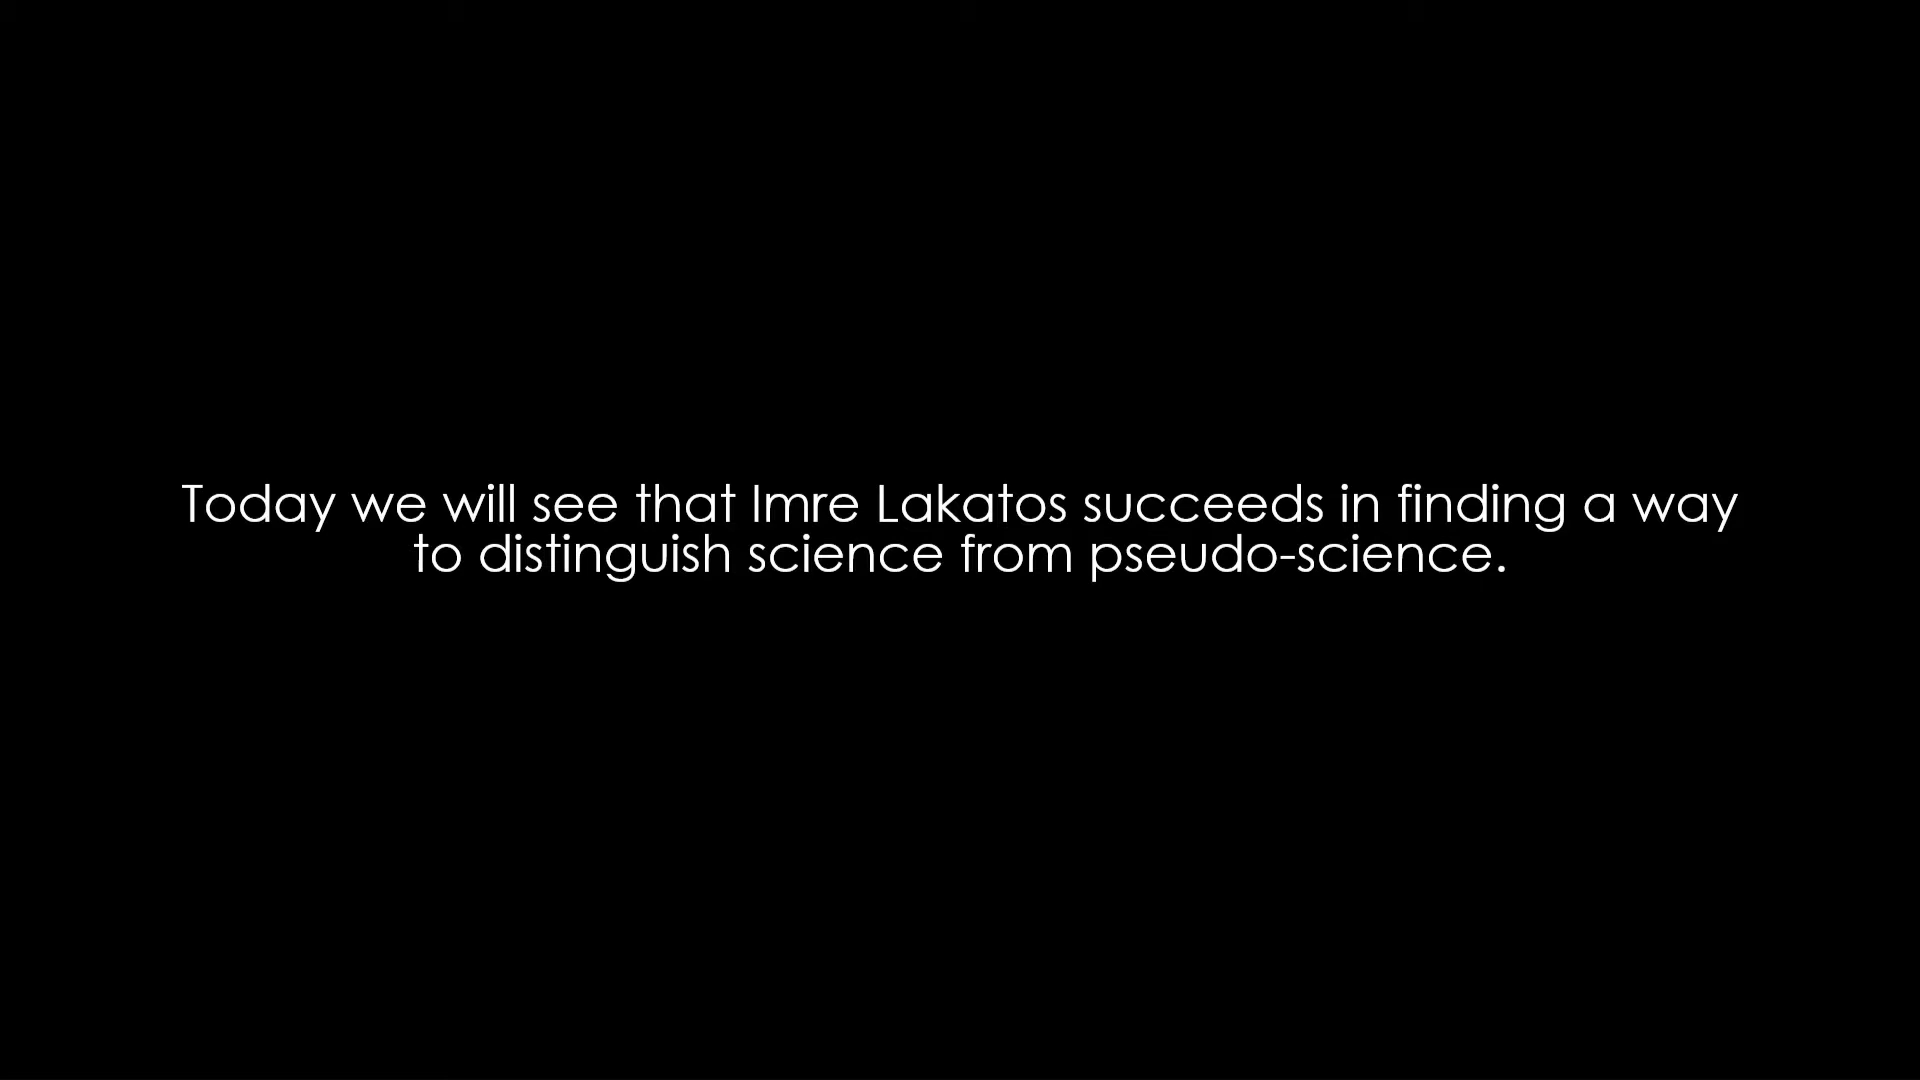 Today we will see that Imre Lakatos succeeds in finding a way
to distinguish science from pseudo-science.